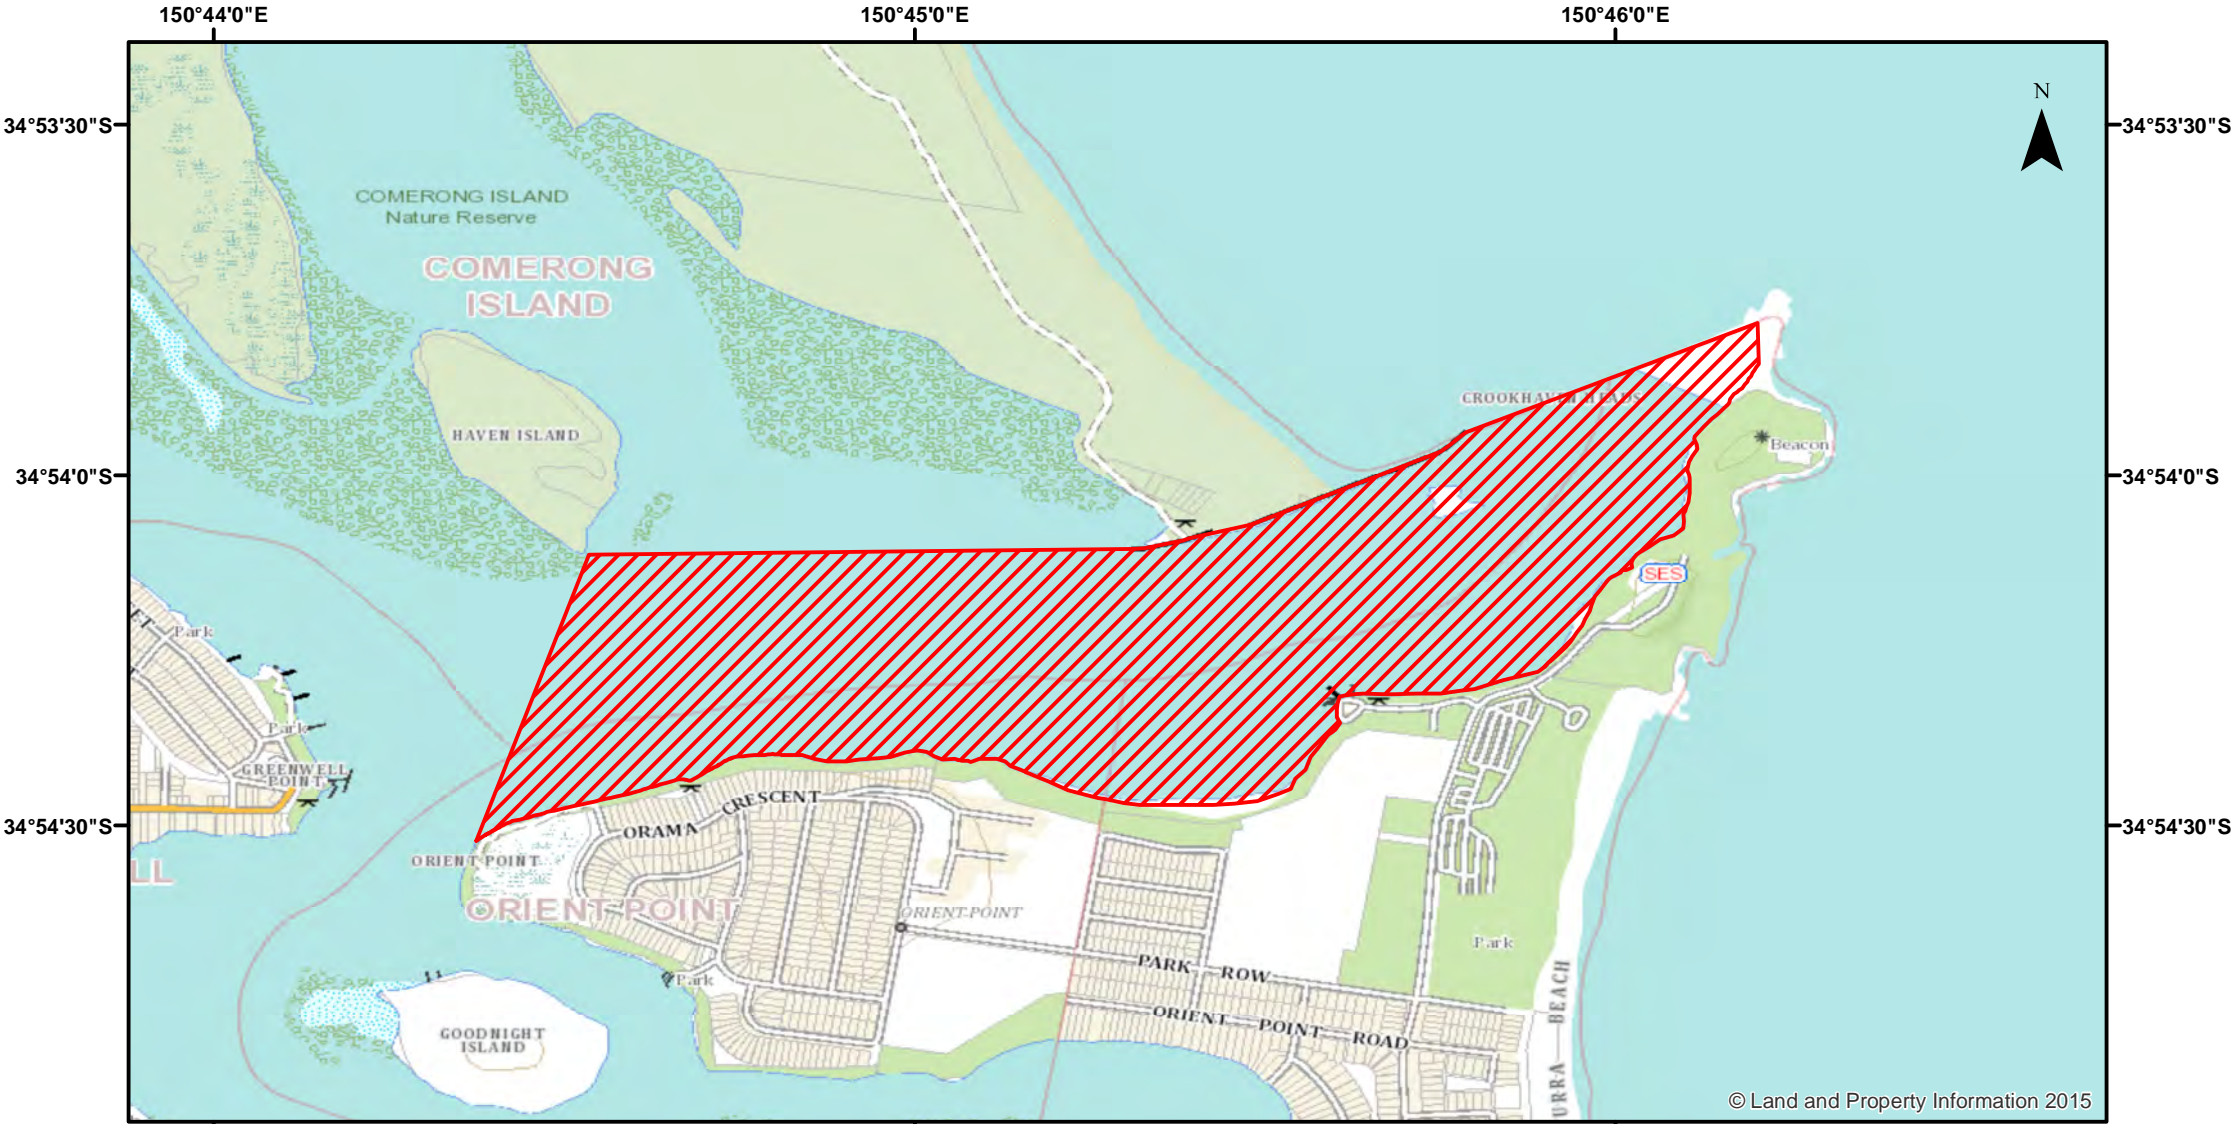 150°44'0"E
150°45'0"E
150°46'0"E
34°53'30"S
34°53'30"S
N
COMERONG ISLAND
Nature Reserve
COMERONG
ISLAND
CROOKHAVEN HEADS
HAVEN ISLAND
Beacon
34°54'0"S
34°54'0"S
SES
Park
Park
GREENWELL
POINT
CRESCENT
ORAMA
34°54'30"S
34°54'30"S
ORIENT POINT
LL
ORIENT POINT
ORIENT-POINT
Park
PARK ROW
Park
ORIENT POINT ROAD
GOODNIGHT
ISLAND
URRA BEACH
© Land and Property Information 2015